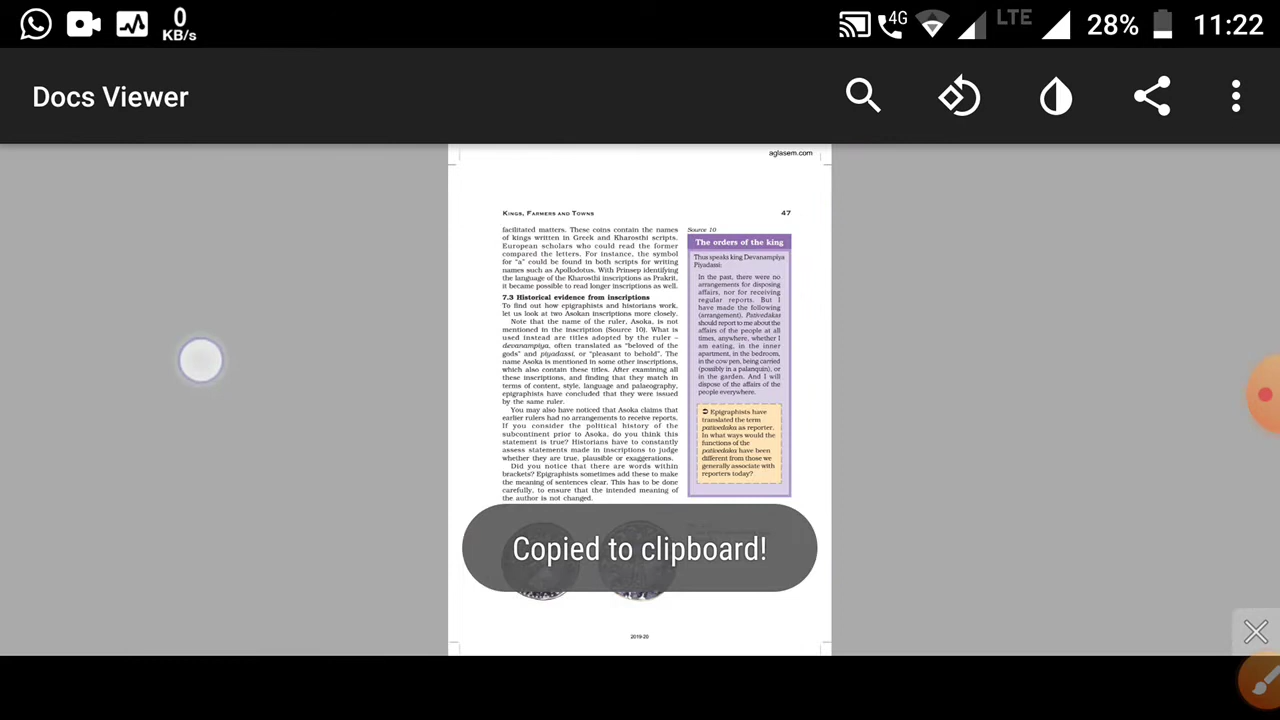 0
KB/s
4G
LTE
28%
11:22
Docs Viewer
aglasem.com
Kings, Farmers and Towns
47
facilitated matters. These coins contain the names
of kings written in Greek and Kharosthi scripts.
European scholars who could read the former
compared the letters. For instance, the symbol
for "a" could be found in both scripts for writing
names such as Apollodotus. With Prinsep identifying
the language of the Kharosthi inscriptions as Prakrit,
it became possible to read longer inscriptions as well.
7.3 Historical evidence from inscriptions
To find out how epigraphists and historians work,
let us look at two Asokan inscriptions more closely.
Note that the name of the ruler, Asoka, is not
mentioned in the inscription (Source 10). What is
used instead are titles adopted by the ruler –
devanampiya, often translated as "beloved of the
gods" and piyadassi, or "pleasant to behold". The
name Asoka is mentioned in some other inscriptions,
which also contain these titles. After examining all
these inscriptions, and finding that they match in
terms of content, style, language and palaeography,
epigraphists have concluded that they were issued
by the same ruler.
You may also have noticed that Asoka claims that
earlier rulers had no arrangements to receive reports.
If you consider the political history of the
subcontinent prior to Asoka, do you think this
statement is true? Historians have to constantly
assess statements made in inscriptions to judge
whether they are true, plausible or exaggerations.
Did you notice that there are words within
brackets? Epigraphists sometimes add these to make
the meaning of sentences clear. This has to be done
carefully, to ensure that the intended meaning of
the author is not changed.
Source 10
The orders of the king
Thus speaks king Devanampiya
Piyadassi:
In the past, there were no
arrangements for disposing
affairs, nor for receiving
regular reports. But I
have made the following
(arrangement). Pativedakas
should report to me about the
affairs of the people at all
times, anywhere, whether I
am eating, in the inner
apartment, in the bedroom,
in the cow pen, being carried
(possibly in a palanquin), or
in the garden. And I will
dispose of the affairs of the
people everywhere.
➲ Epigraphists have
translated the term
pativedaka as reporter.
In what ways would the
functions of the
pativedaka have been
different from those we
generally associate with
reporters today?
Copied to clipboard!
2019-20